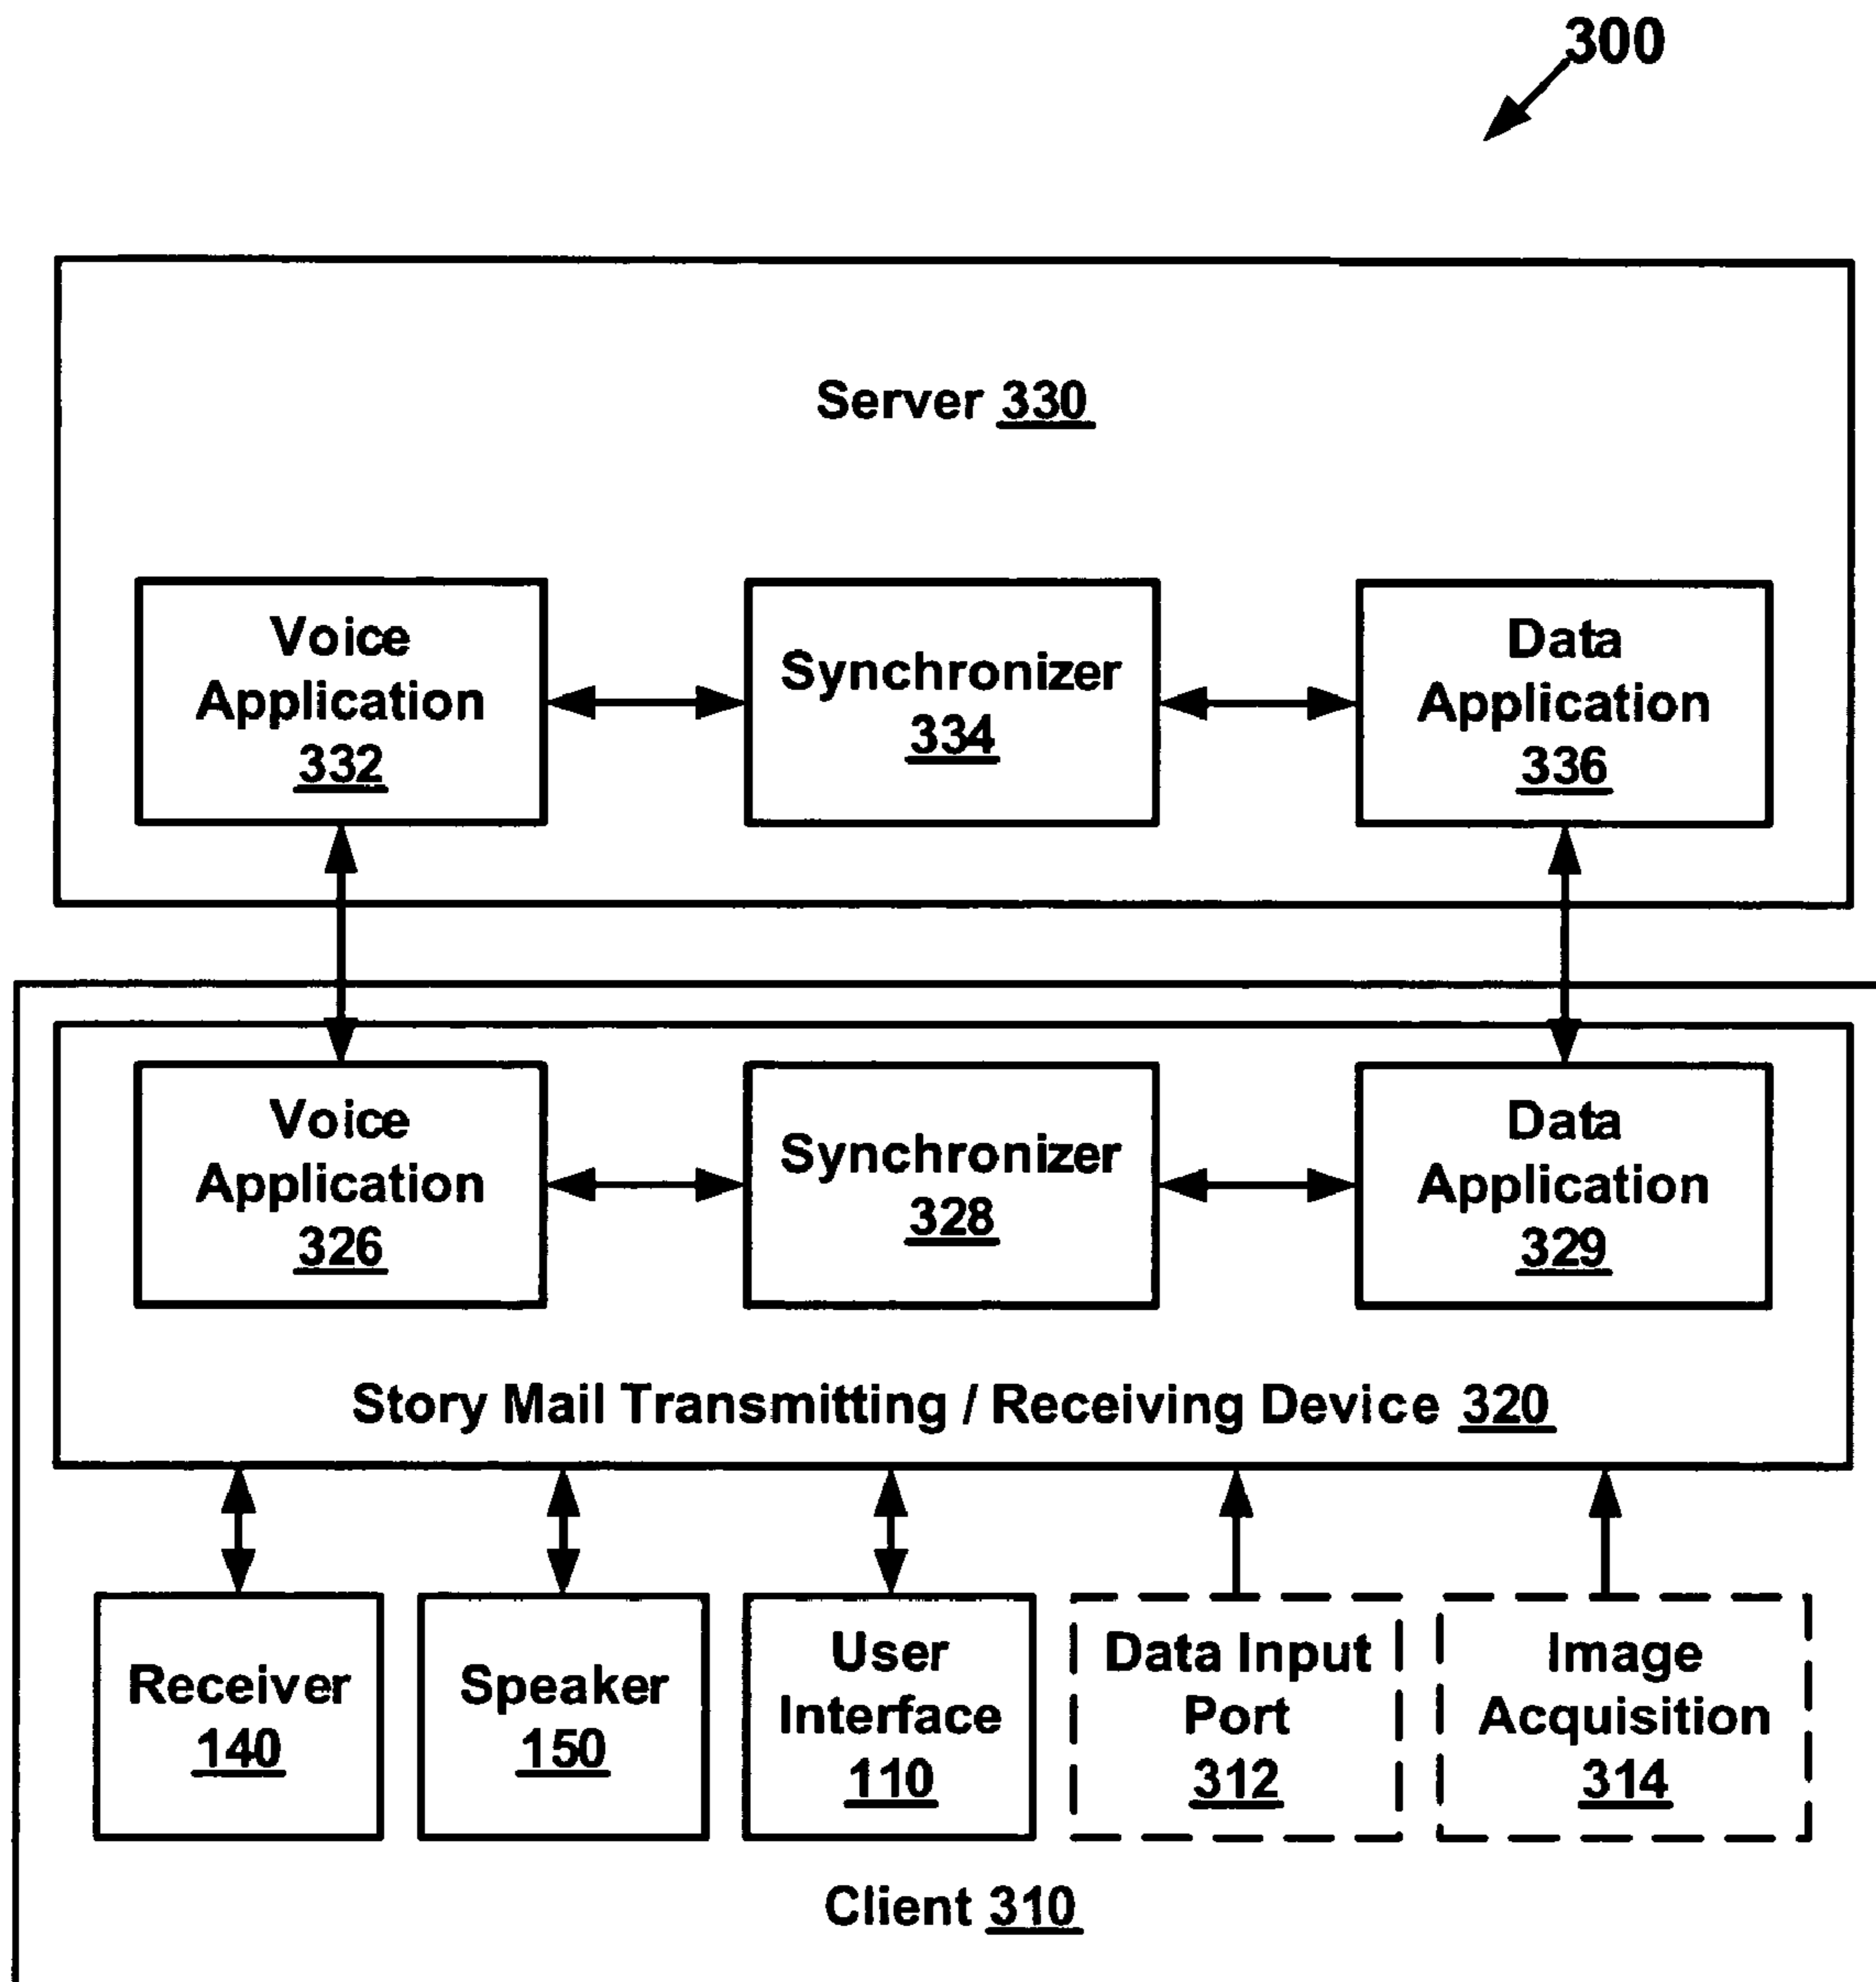 300
Server 330
Voice
Application
332
Synchronizer
334
Data
Application
336
Voice
Application
326
Synchronizer
328
Data
Application
329
Story Mail Transmitting / Receiving Device 320
Receiver
140
Speaker
150
User
Interface
110
Data Input
Port
312
Image
Acquisition
314
Client 310